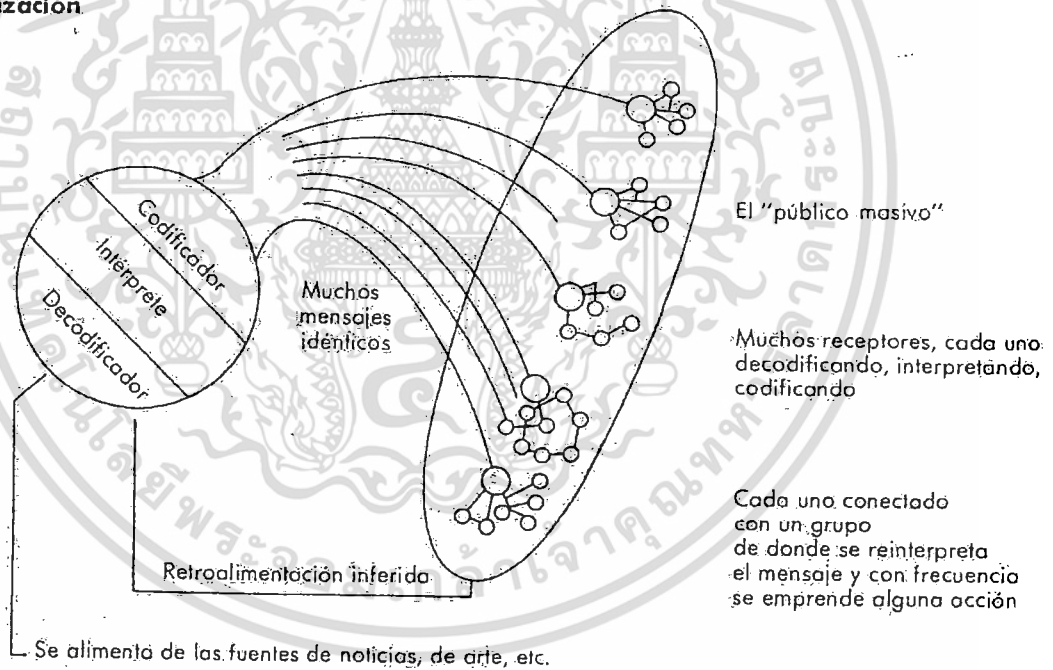 ización
Codificador
Intérprete
Decodificador
Muchos
mensajes
idénticos
El "público masivo"
Muchos receptores, cada uno
decodificando, interpretando,
codificando
Cada uno conectado
con un grupo
de donde se reinterpreta
el mensaje y con frecuencia
se emprende alguna acción
Retroalimentación inferida
Se alimenta de las fuentes de noticias, de arte, etc.